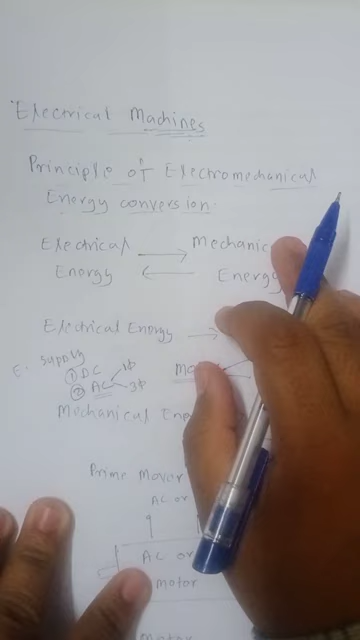 Electrical Machines
Principle of Electromechanical
Energy conversion.
Electrical → Mechanic
Energy ← Energy
Electrical Energy →
E. Supply
① DC
② AC 1Φ
3Φ
Mechanical Ene
Prime Mover
AC or
AC or
Motor